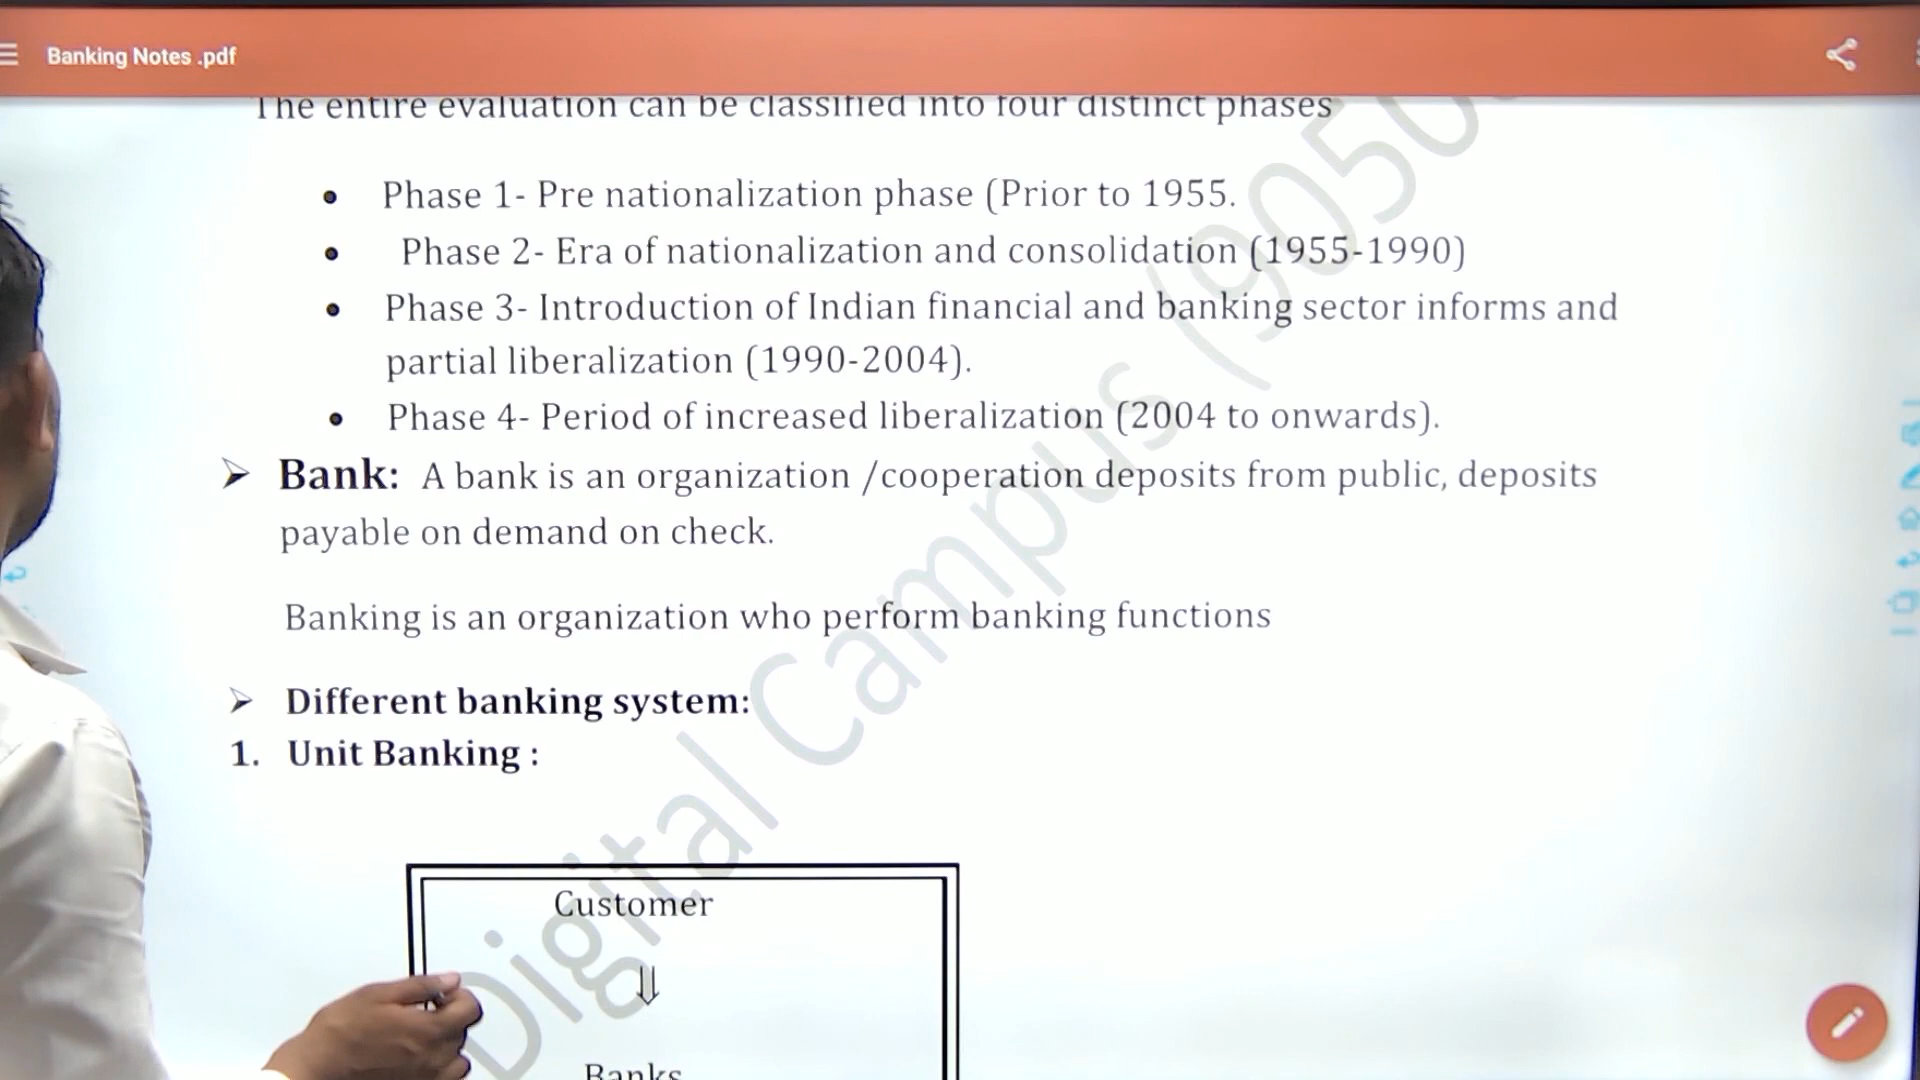 Banking Notes .pdf
The entire evaluation can be classified into four distinct phases
• Phase 1- Pre nationalization phase (Prior to 1955.
• Phase 2- Era of nationalization and consolidation (1955-1990)
• Phase 3- Introduction of Indian financial and banking sector informs and
partial liberalization (1990-2004).
• Phase 4- Period of increased liberalization (2004 to onwards).
➢ Bank: A bank is an organization /cooperation deposits from public, deposits
payable on demand on check.
Banking is an organization who perform banking functions
➢ Different banking system:
1. Unit Banking :
Customer
⇓
Banks
Digital Campus (9050